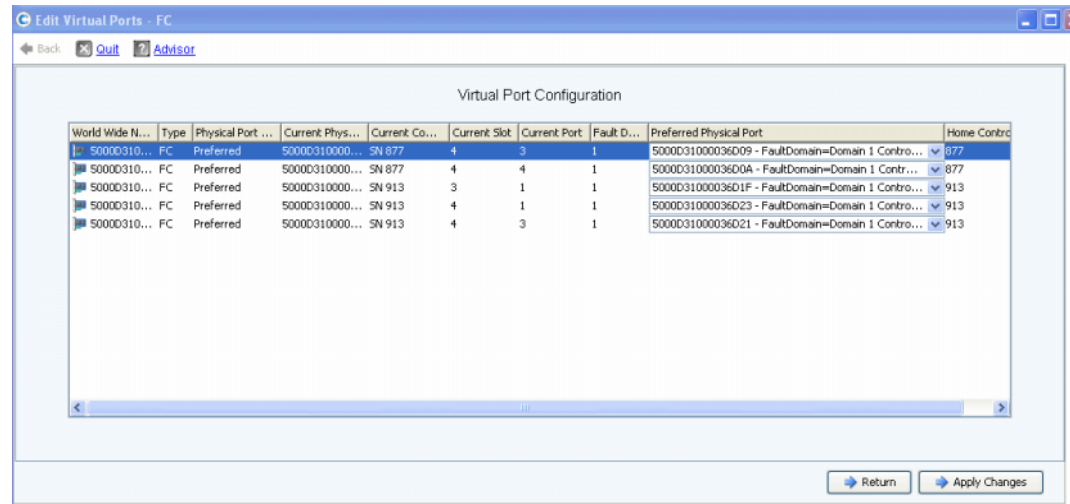 Edit Virtual Ports - FC
Back Quit Advisor
Virtual Port Configuration
World Wide N... Type Physical Port ... Current Phys... Current Co... Current Slot Current Port Fault D... Preferred Physical Port Home Contro
5000D310... FC Preferred 5000D310000... SN 877 4 3 1 5000D31000036D09 - FaultDomain=Domain 1 Contro... 877
5000D310... FC Preferred 5000D310000... SN 877 4 4 1 5000D31000036D0A - FaultDomain=Domain 1 Contr... 877
5000D310... FC Preferred 5000D310000... SN 913 3 1 1 5000D31000036D1F - FaultDomain=Domain 1 Contro... 913
5000D310... FC Preferred 5000D310000... SN 913 4 1 1 5000D31000036D23 - FaultDomain=Domain 1 Contro... 913
5000D310... FC Preferred 5000D310000... SN 913 4 3 1 5000D31000036D21 - FaultDomain=Domain 1 Contro... 913
Return Apply Changes